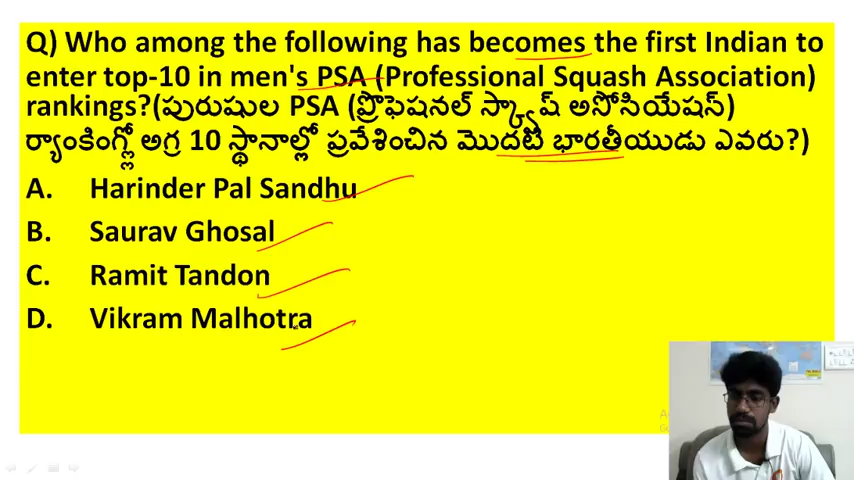 Q) Who among the following has becomes the first Indian to
enter top-10 in men's PSA (Professional Squash Association)
rankings?(పురుషుల PSA (ప్రొఫెషనల్ స్క్వాష్ అసోసియేషన్)
ర్యాంకింగ్ల్లో అగ్ర 10 స్థానాల్లో ప్రవేశించిన మొదటి భారతీయుడు ఎవరు?)
A. Harinder Pal Sandhu
B. Saurav Ghosal
C. Ramit Tandon
D. Vikram Malhotra